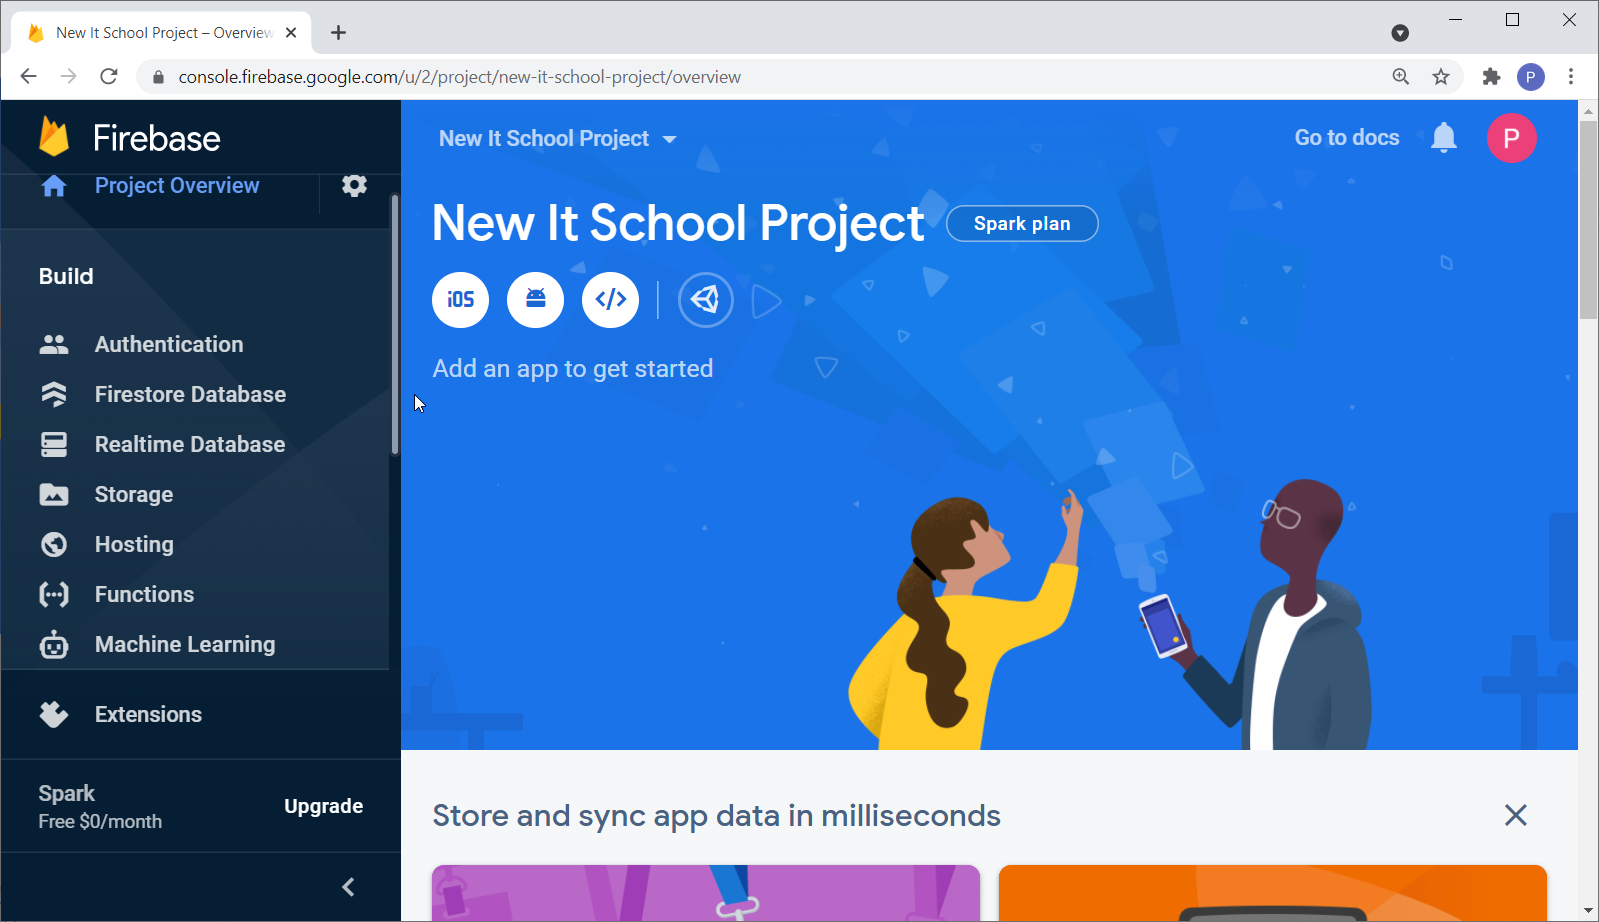 New It School Project – Overview
console.firebase.google.com/u/2/project/new-it-school-project/overview
P
Firebase
Project Overview
Build
Authentication
Firestore Database
Realtime Database
Storage
Hosting
Functions
Machine Learning
Extensions
Spark
Free $0/month
Upgrade
New It School Project
Go to docs
P
New It School Project
Spark plan
iOS
</>
Add an app to get started
Store and sync app data in milliseconds